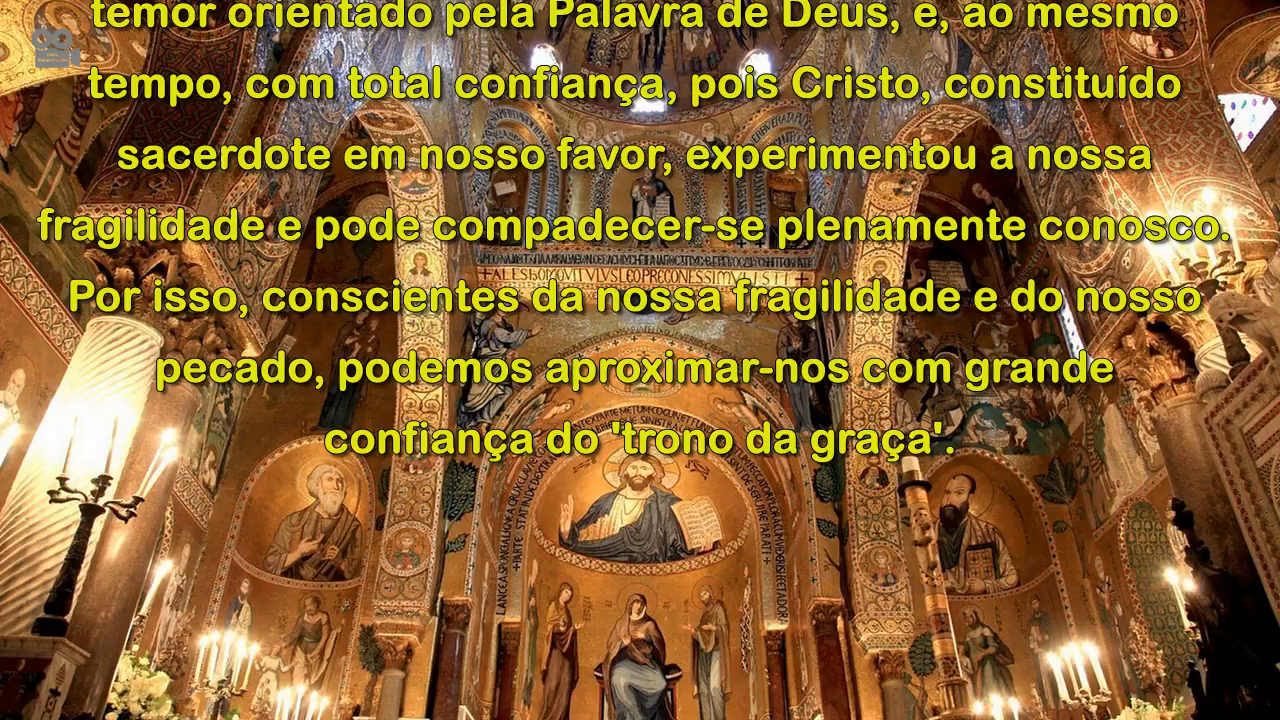 temor orientado pela Palavra de Deus, e, ao mesmo
tempo, com total confiança, pois Cristo, constituído
sacerdote em nosso favor, experimentou a nossa
fragilidade e pode compadecer-se plenamente conosco.
Por isso, conscientes da nossa fragilidade e do nosso
pecado, podemos aproximar-nos com grande
confiança do 'trono da graça'.